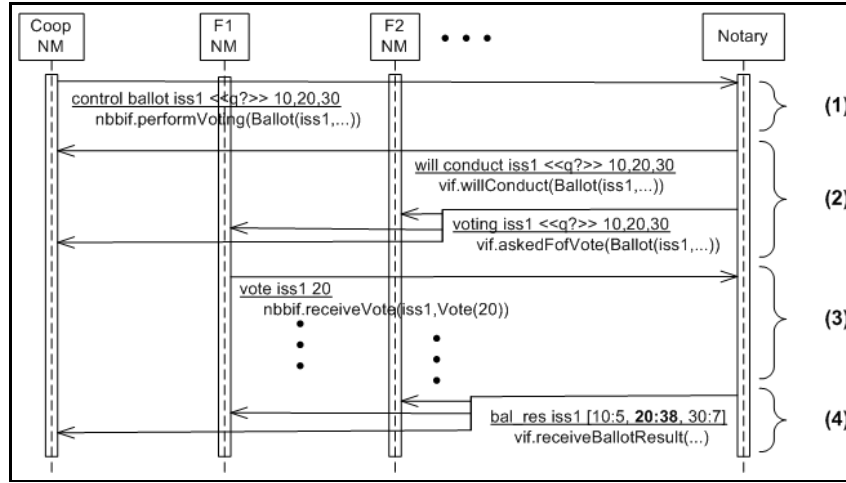 Coop
NM
F1
NM
F2
NM
Notary
control ballot iss1 <<q?>> 10,20,30
nbbif.performVoting(Ballot(iss1,...))
(1)
will conduct iss1 <<q?>> 10,20,30
vif.willConduct(Ballot(iss1,...))
(2)
voting iss1 <<q?>> 10,20,30
vif.askedFofVote(Ballot(iss1,...))
vote iss1 20
nbbif.receiveVote(iss1,Vote(20))
(3)
bal_res iss1 [10:5, 20:38, 30:7]
vif.receiveBallotResult(...)
(4)